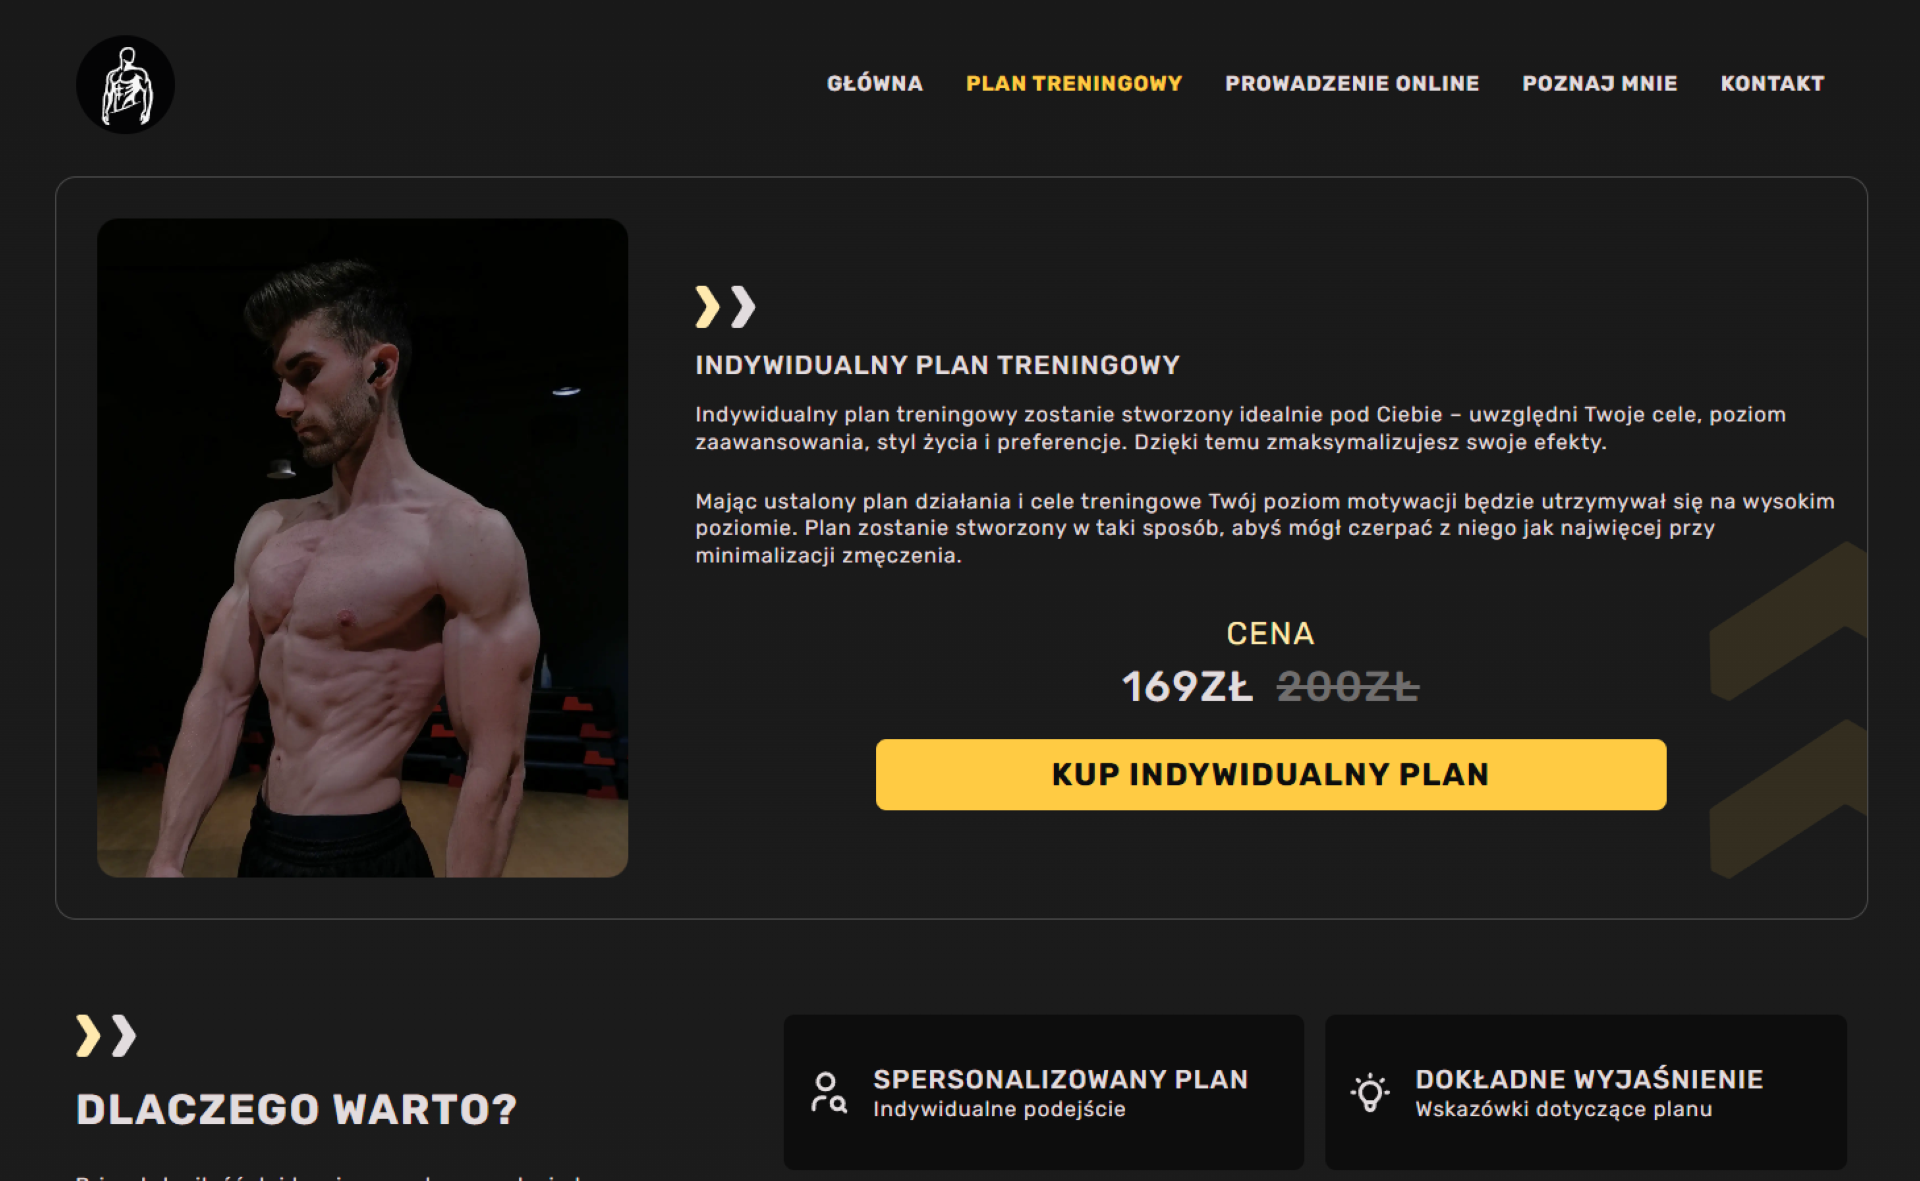 GŁÓWNA PLAN TRENINGOWY PROWADZENIE ONLINE POZNAJ MNIE KONTAKT
INDYWIDUALNY PLAN TRENINGOWY
Indywidualny plan treningowy zostanie stworzony idealnie pod Ciebie – uwzględni Twoje cele, poziom
zaawansowania, styl życia i preferencje. Dzięki temu zmaksymalizujesz swoje efekty.
Mając ustalony plan działania i cele treningowe Twój poziom motywacji będzie utrzymywał się na wysokim
poziomie. Plan zostanie stworzony w taki sposób, abyś mógł czerpać z niego jak najwięcej przy
minimalizacji zmęczenia.
CENA
169ZŁ 200ZŁ
KUP INDYWIDUALNY PLAN
DLACZEGO WARTO?
SPERSONALIZOWANY PLAN
Indywidualne podejście
DOKŁADNE WYJAŚNIENIE
Wskazówki dotyczące planu